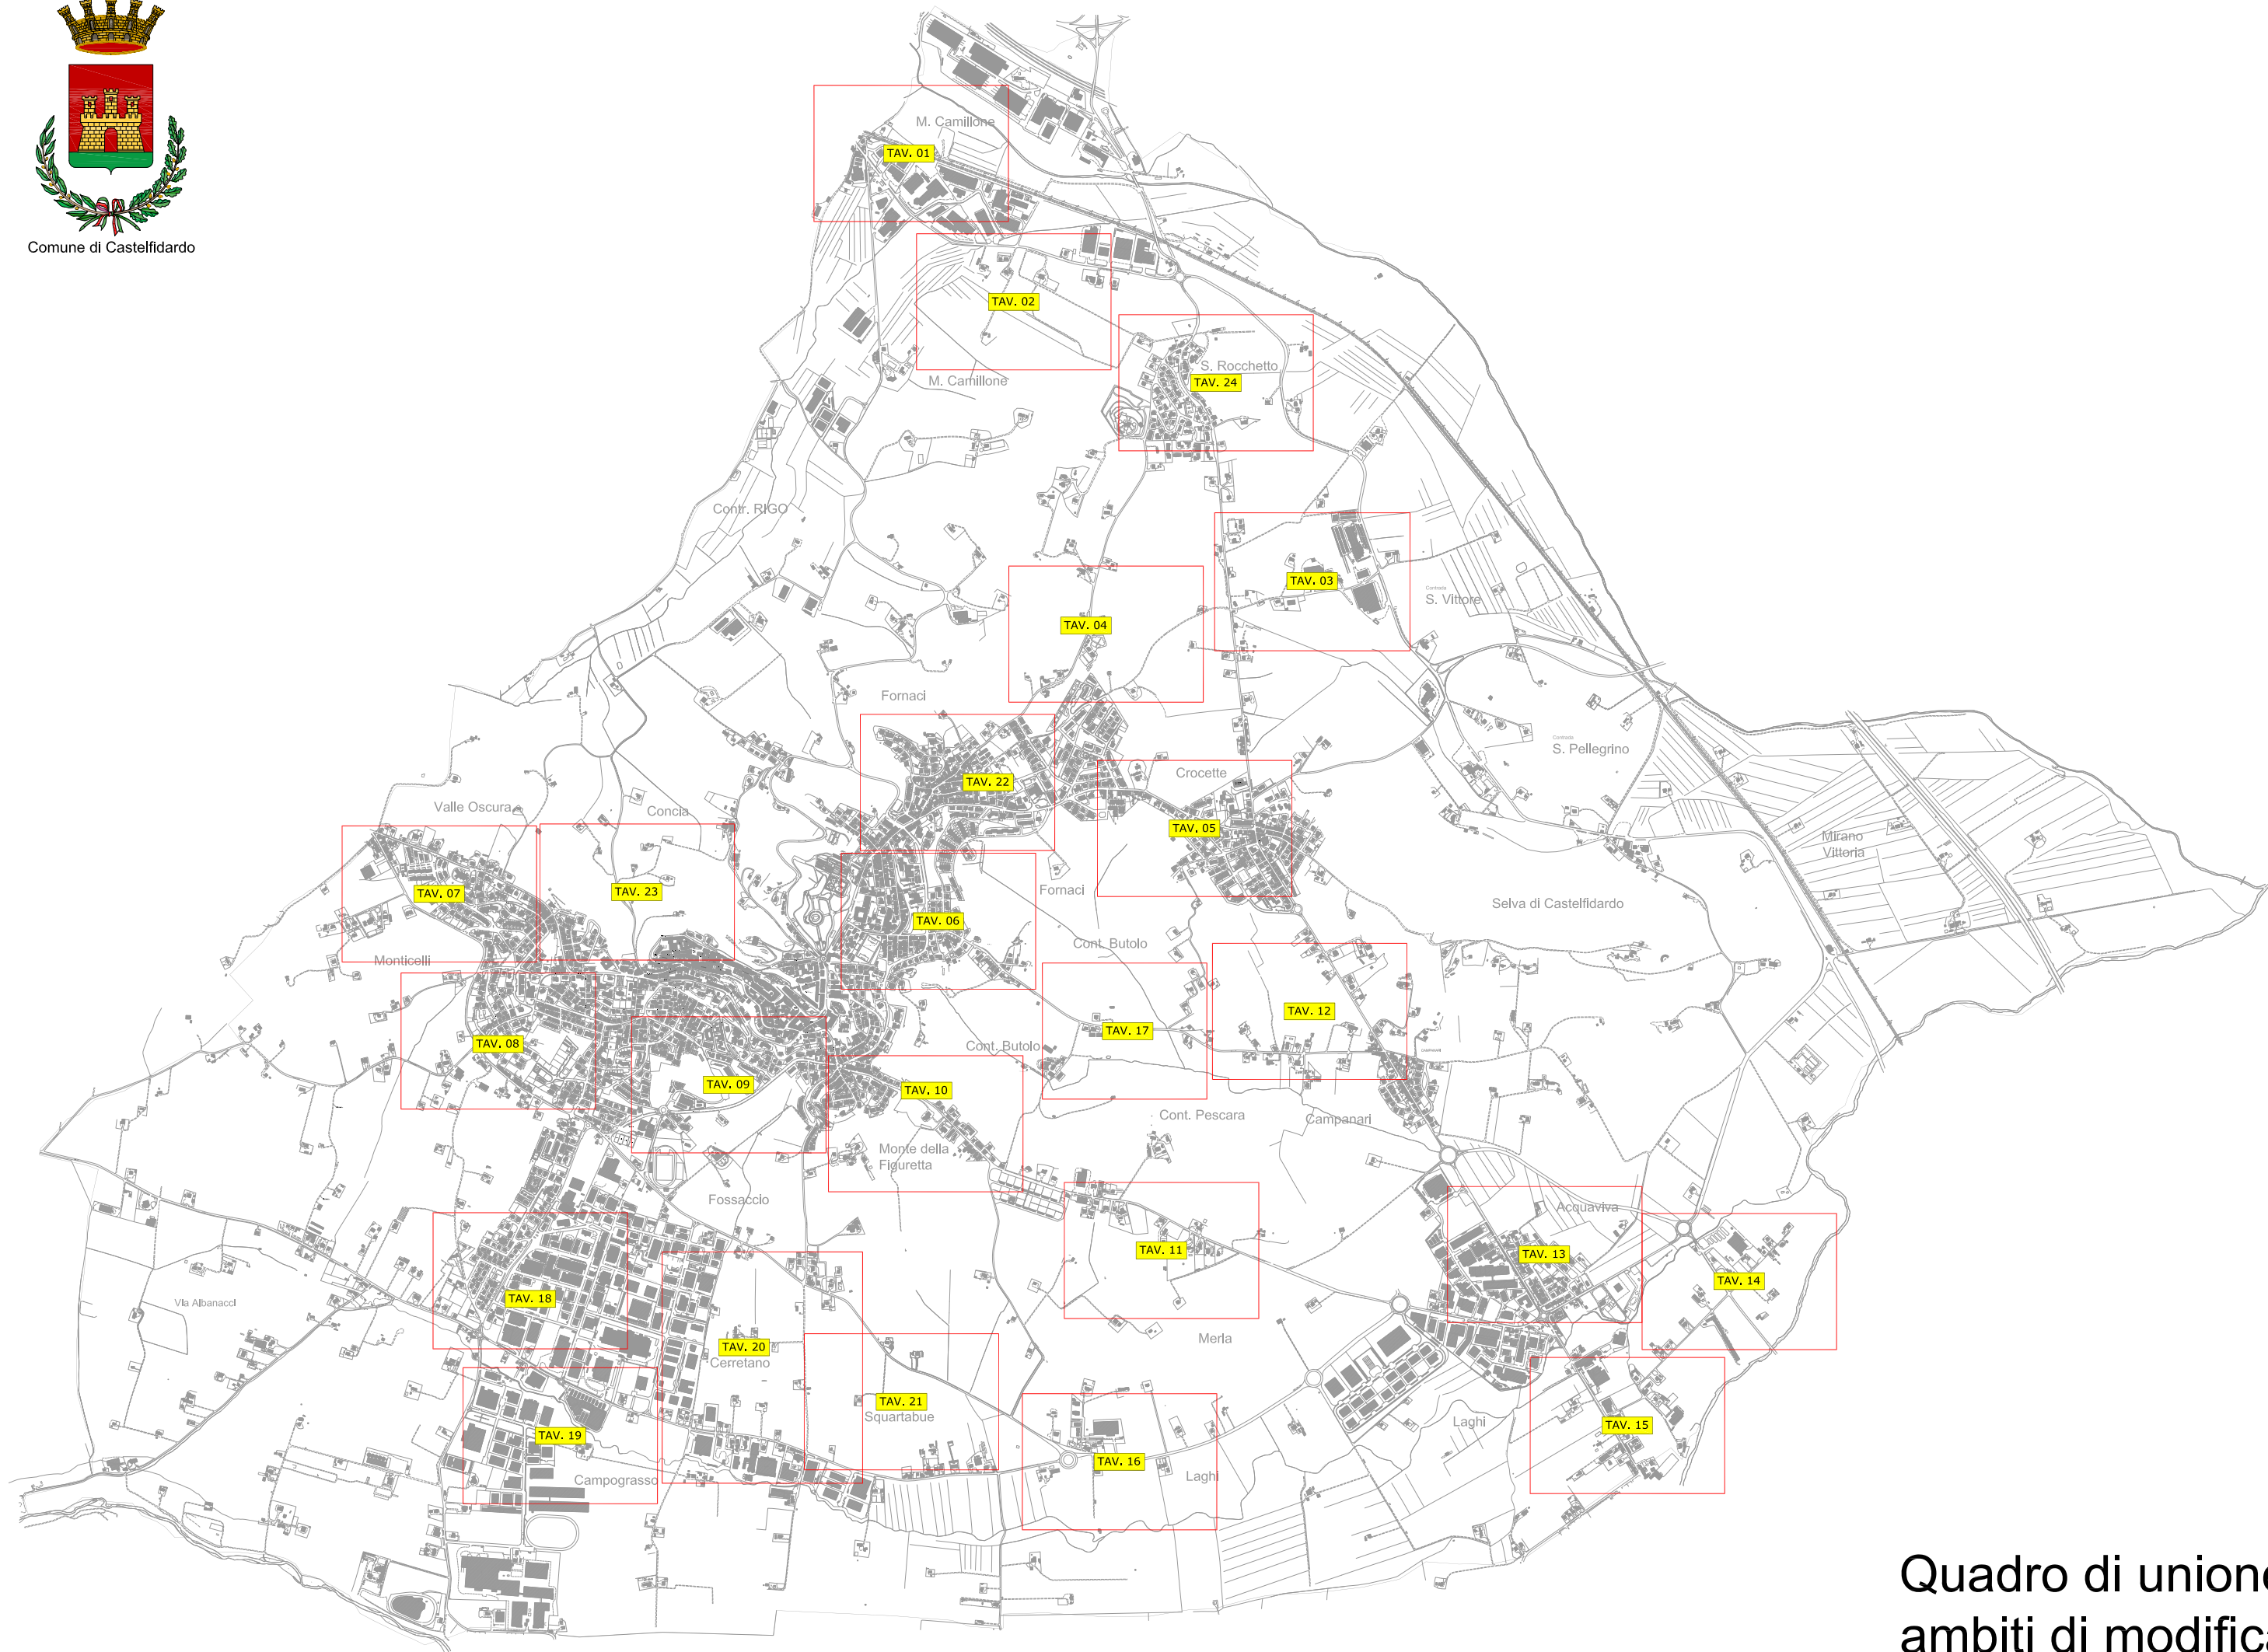 Comune di Castelfidardo
M. Camillone
TAV. 01
TAV. 02
S. Rocchetto
M. Camillone
TAV. 24
Contr. RIGO
TAV. 03
Contrada
S. Vittore
TAV. 04
Fornaci
Contrada
S. Pellegrino
Crocette
TAV. 22
Valle Oscura
Concia
TAV. 05
Mirano
Vittoria
TAV. 07
TAV. 23
Fornaci
Selva di Castelfidardo
TAV. 06
Cont. Butolo
Monticelli
TAV. 12
TAV. 17
TAV. 08
Cont. Butolo
TAV. 09
TAV. 10
Cont. Pescara
Campanari
Monte della
Figuretta
Fossaccio
Acquaviva
TAV. 11
TAV. 13
TAV. 14
Via Albanacci
TAV. 18
Merla
TAV. 20
Cerretano
TAV. 21
Squartabue
Laghi
TAV. 15
TAV. 19
TAV. 16
Laghi
Campograsso
Quadro di unione
ambiti di modifica